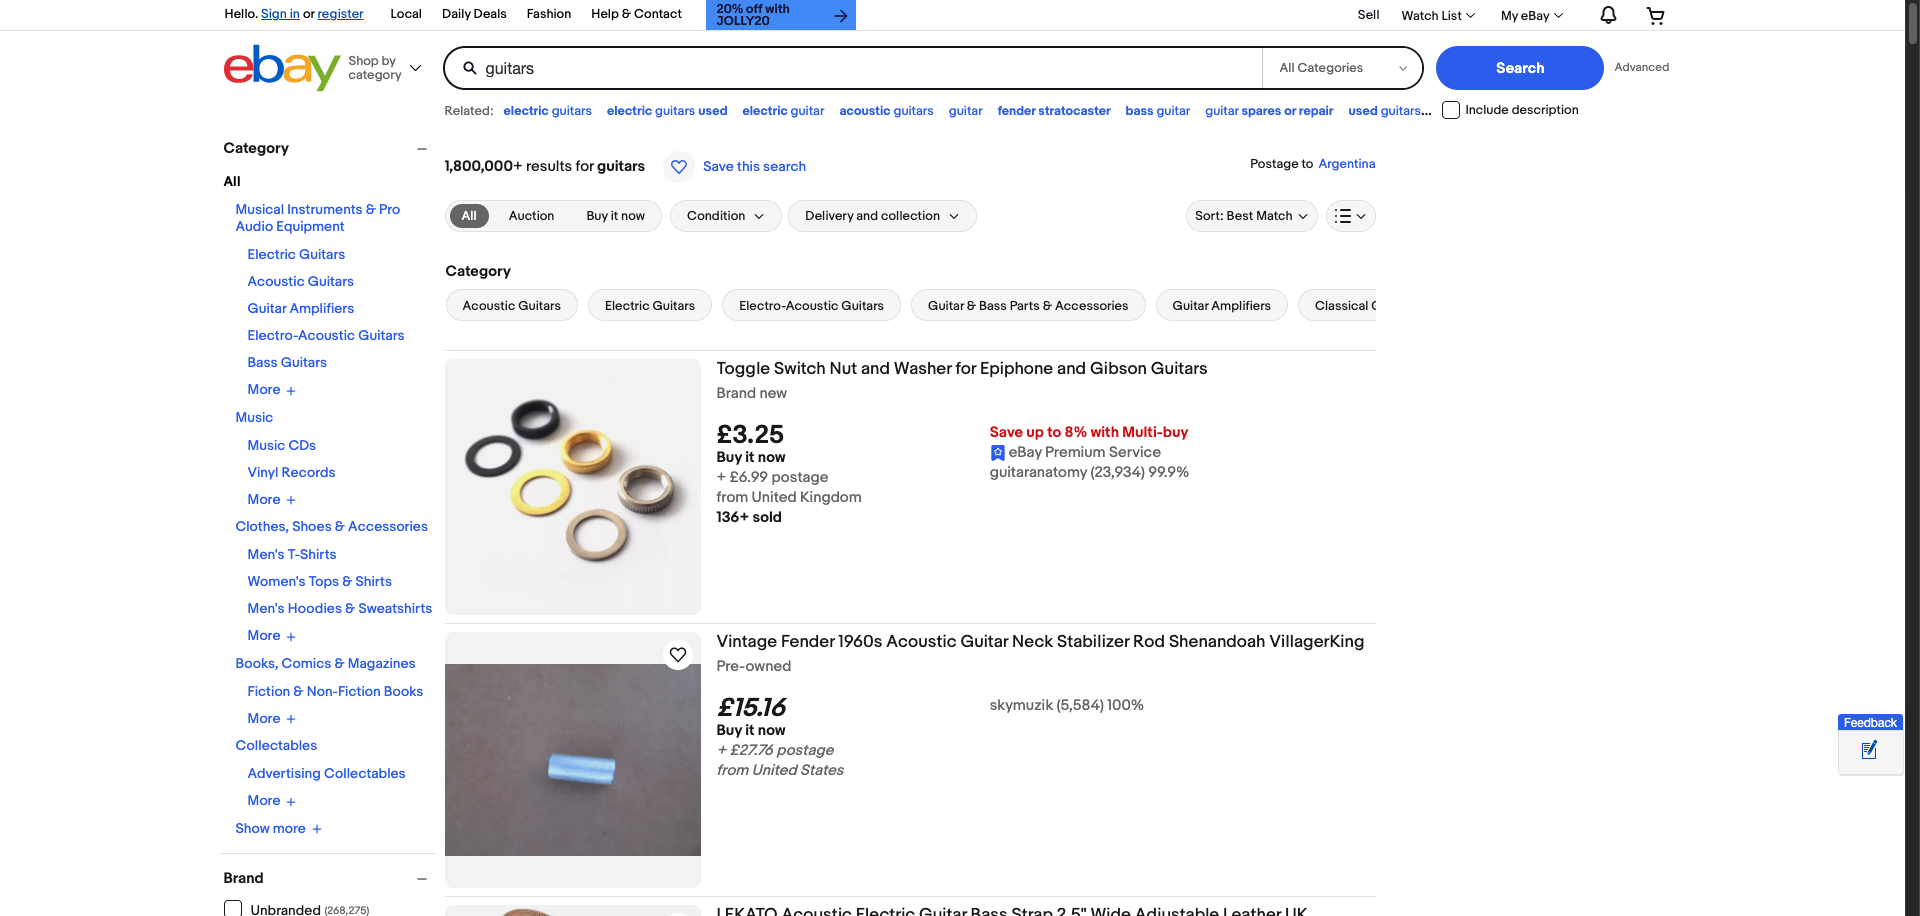 Hello. Sign in or register
Local
Daily Deals
Fashion
Help & Contact
20% off with
JOLLY20
Sell
Watch List
My eBay
ebay
Shop by
category
guitars
All Categories
Search
Advanced
Related: electric guitars electric guitars used electric guitar acoustic guitars guitar fender stratocaster bass guitar guitar spares or repair used guitars...
Include description
Category
All
Musical Instruments & Pro
Audio Equipment
Electric Guitars
Acoustic Guitars
Guitar Amplifiers
Electro-Acoustic Guitars
Bass Guitars
More +
Music
Music CDs
Vinyl Records
More +
Clothes, Shoes & Accessories
Men's T-Shirts
Women's Tops & Shirts
Men's Hoodies & Sweatshirts
More +
Books, Comics & Magazines
Fiction & Non-Fiction Books
More +
Collectables
Advertising Collectables
More +
Show more +
Brand
Unbranded (268,275)
1,800,000+ results for guitars
Save this search
Postage to Argentina
All
Auction
Buy it now
Condition
Delivery and collection
Sort: Best Match
Category
Acoustic Guitars
Electric Guitars
Electro-Acoustic Guitars
Guitar & Bass Parts & Accessories
Guitar Amplifiers
Classical
Toggle Switch Nut and Washer for Epiphone and Gibson Guitars
Brand new
£3.25
Buy it now
+ £6.99 postage
from United Kingdom
136+ sold
Save up to 8% with Multi-buy
eBay Premium Service
guitaranatomy (23,934) 99.9%
Vintage Fender 1960s Acoustic Guitar Neck Stabilizer Rod Shenandoah VillagerKing
Pre-owned
£15.16
Buy it now
+ £27.76 postage
from United States
skymuzik (5,584) 100%
LEKATO Acoustic Electric Guitar Bass Strap 2.5" Wide Adjustable Leather UK
Feedback